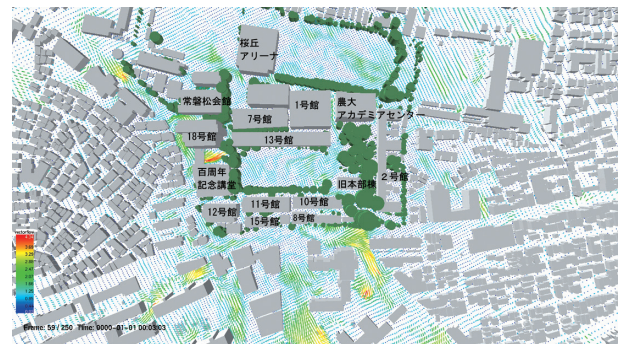 桜丘
アリーナ
常磐松会館
1号館
農大
アカデミアセンター
7号館
18号館
13号館
百周年
記念講堂
旧本部棟
2号館
11号館
10号館
12号館
15号館
8号館
Frame: 59 / 250 Time: 0000-01-01 00:03:03